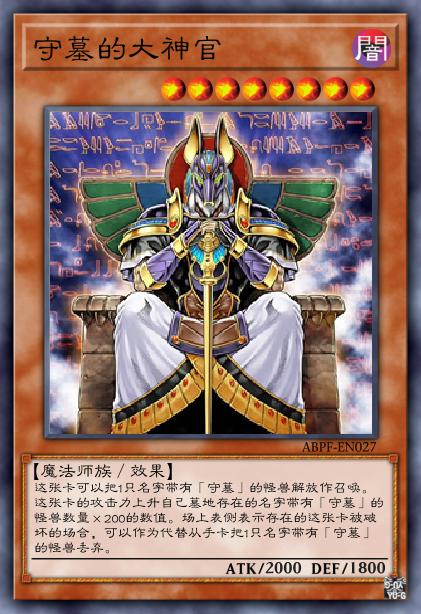 守墓的大神官
闇
ABPF-EN027
【魔法师族／效果】
这张卡可以把1只名字带有「守墓」的怪兽解放作召唤。
这张卡的攻击力上升自己墓地存在的名字带有「守墓」的
怪兽数量×200的数值。场上表侧表示存在的这张卡被破
坏的场合，可以作为代替从手卡把1只名字带有「守墓」
的怪兽丢弃。
ATK/2000 DEF/1800